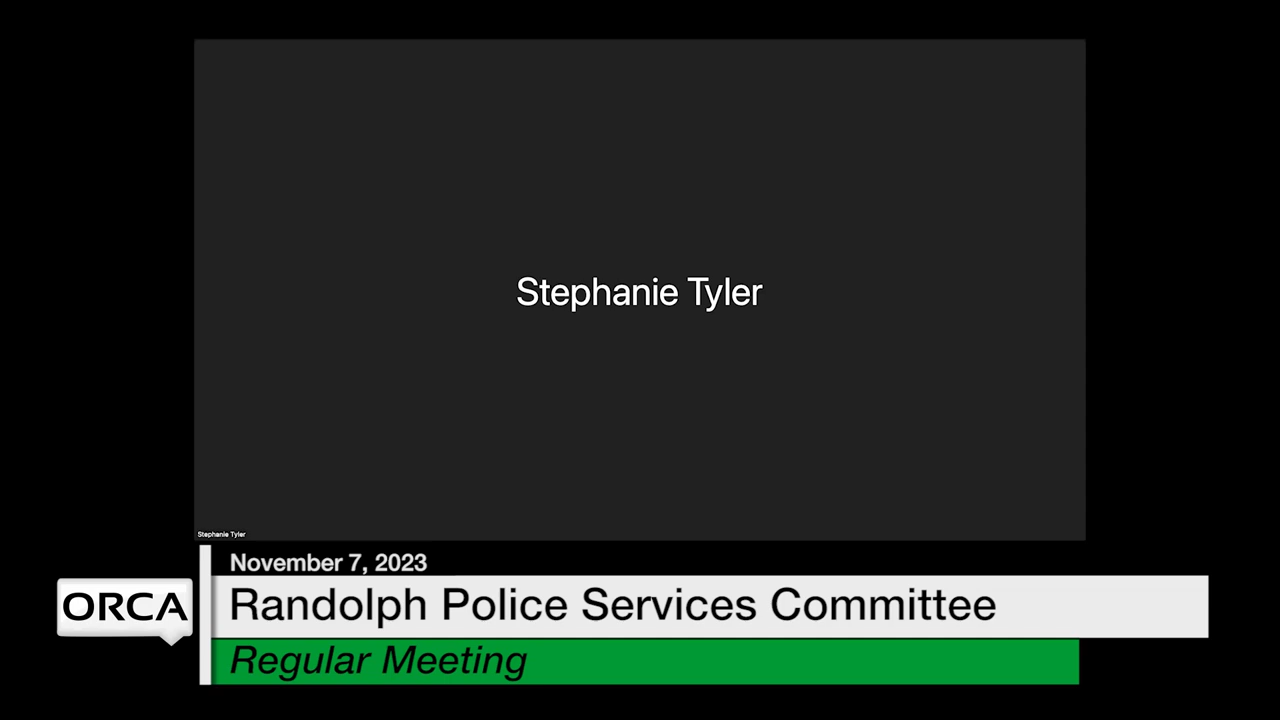 Stephanie Tyler
Stephanie Tyler
November 7, 2023
ORCA
Randolph Police Services Committee
Regular Meeting